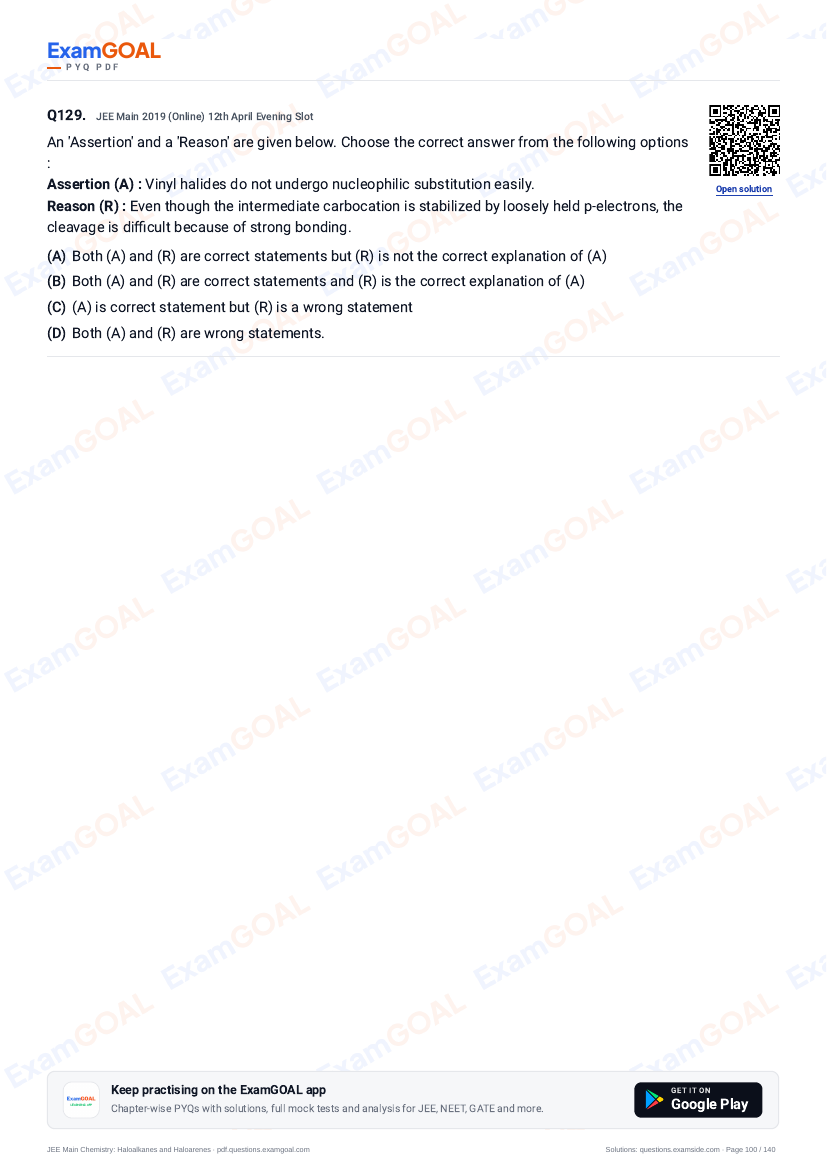 ExamGOAL
PYQ PDF
Q129. JEE Main 2019 (Online) 12th April Evening Slot
An 'Assertion' and a 'Reason' are given below. Choose the correct answer from the following options
:
Assertion (A) : Vinyl halides do not undergo nucleophilic substitution easily.
Reason (R) : Even though the intermediate carbocation is stabilized by loosely held p-electrons, the
cleavage is difficult because of strong bonding.
Open solution
(A) Both (A) and (R) are correct statements but (R) is not the correct explanation of (A)
(B) Both (A) and (R) are correct statements and (R) is the correct explanation of (A)
(C) (A) is correct statement but (R) is a wrong statement
(D) Both (A) and (R) are wrong statements.
Keep practising on the ExamGOAL app
Chapter-wise PYQs with solutions, full mock tests and analysis for JEE, NEET, GATE and more.
GET IT ON
Google Play
JEE Main Chemistry: Haloalkanes and Haloarenes · pdf.questions.examgoal.com
Solutions: questions.examside.com · Page 100 / 140